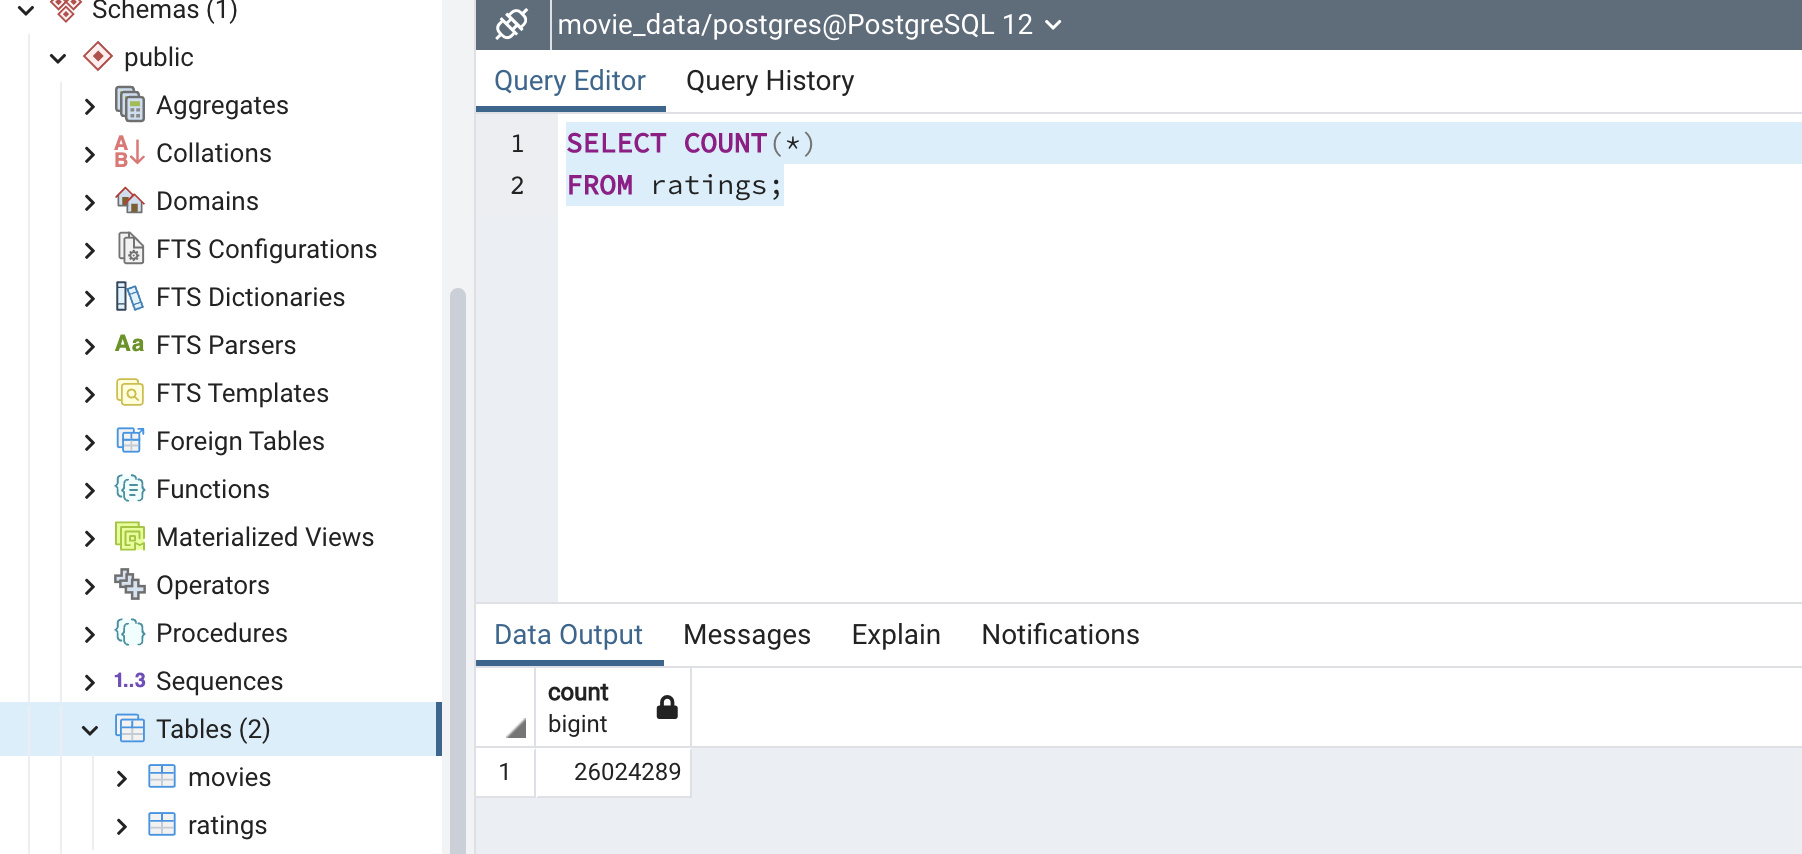 Schemas (1)
public
Aggregates
Collations
Domains
FTS Configurations
FTS Dictionaries
Aa FTS Parsers
FTS Templates
Foreign Tables
Functions
Materialized Views
Operators
Procedures
1..3 Sequences
Tables (2)
movies
ratings
movie_data/postgres@PostgreSQL 12
Query Editor Query History
1 SELECT COUNT(*)
2 FROM ratings;
Data Output Messages Explain Notifications
count
bigint
1 26024289